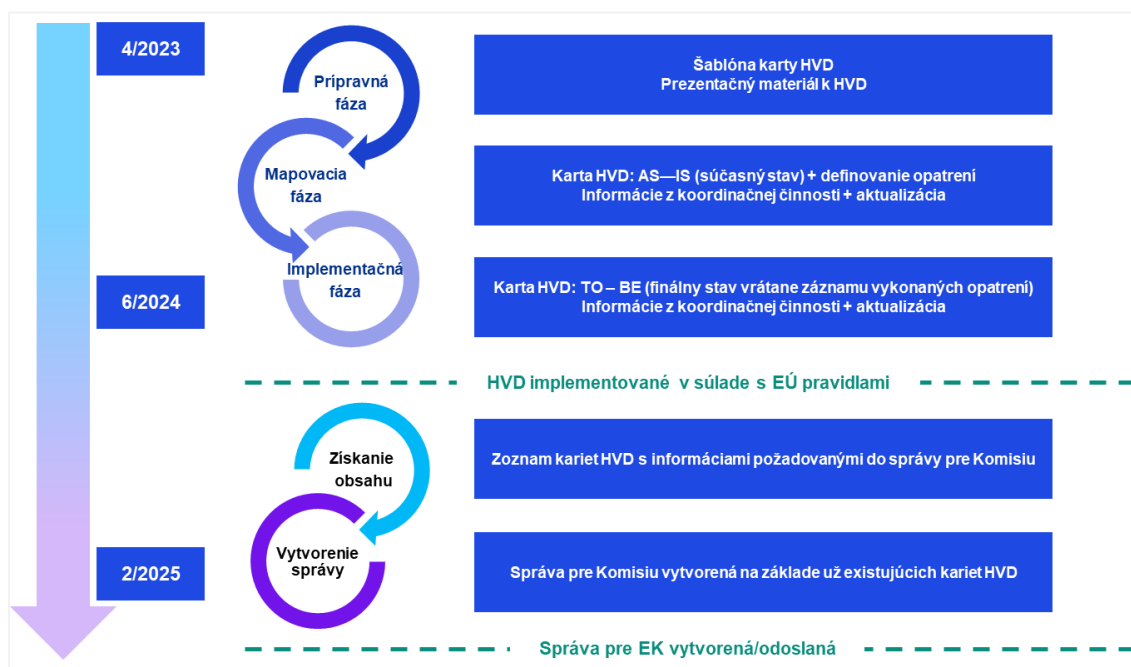 4/2023
Prípravná
fáza
Šablóna karty HVD
Prezentačný materiál k HVD
Mapovacia
fáza
Karta HVD: AS—IS (súčasný stav) + definovanie opatrení
Informácie z koordinačnej činnosti + aktualizácia
6/2024
Implementačná
fáza
Karta HVD: TO – BE (finálny stav vrátane záznamu vykonaných opatrení)
Informácie z koordinačnej činnosti + aktualizácia
HVD implementované v súlade s EÚ pravidlami
Získanie
obsahu
Zoznam kariet HVD s informáciami požadovanými do správy pre Komisiu
2/2025
Vytvorenie
správy
Správa pre Komisiu vytvorená na základe už existujúcich kariet HVD
Správa pre EK vytvorená/odoslaná